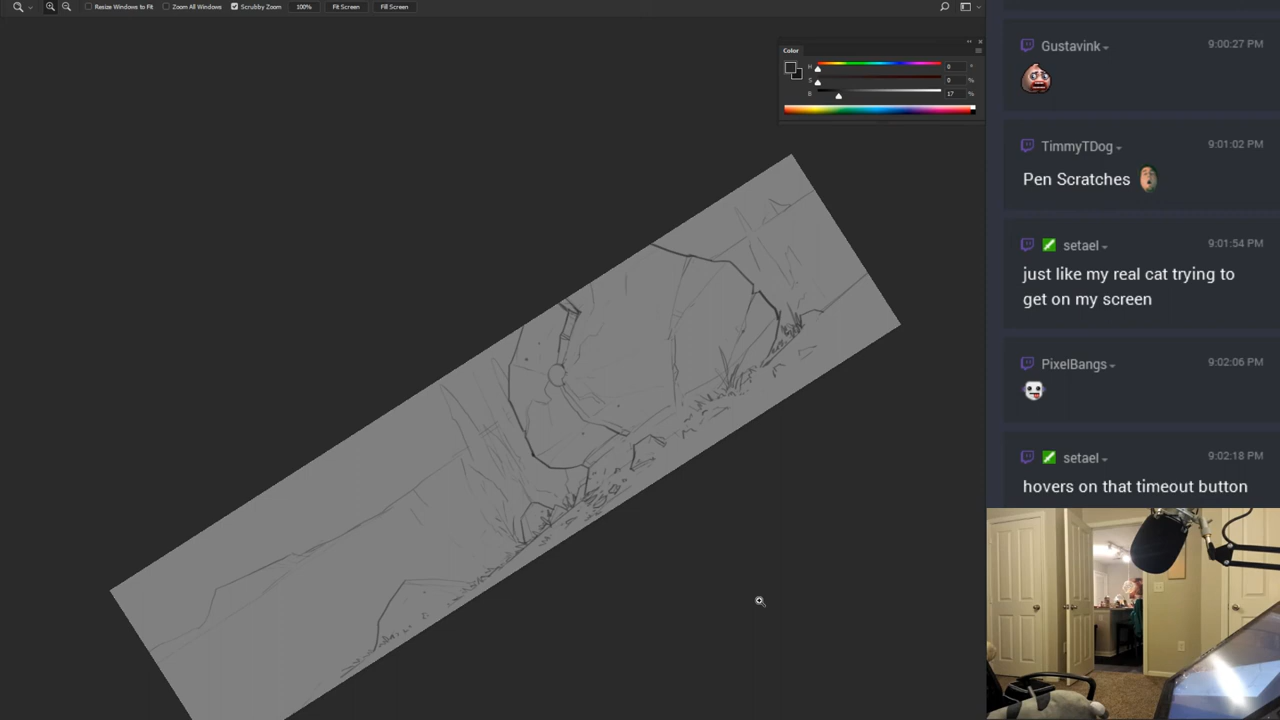 Resize Windows to Fit Zoom All Windows Scrubby Zoom 100% Fit Screen Fill Screen
Color
H 0 °
S 0 %
B 17 %
Gustavink 9:00:27 PM
TimmyTDog 9:01:02 PM
Pen Scratches
setael 9:01:54 PM
just like my real cat trying to
get on my screen
PixelBangs 9:02:06 PM
setael 9:02:18 PM
hovers on that timeout button